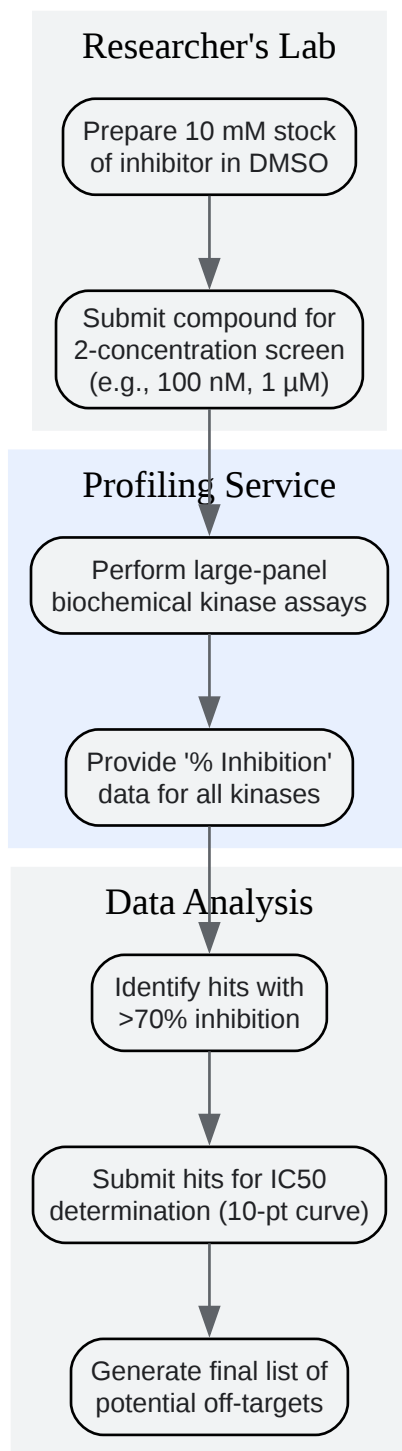 Researcher's Lab
Prepare 10 mM stock
of inhibitor in DMSO
Submit compound for
2-concentration screen
(e.g., 100 nM, 1 µM)
Profiling Service
Perform large-panel
biochemical kinase assays
Provide '% Inhibition'
data for all kinases
Data Analysis
Identify hits with
>70% inhibition
Submit hits for IC50
determination (10-pt curve)
Generate final list of
potential off-targets